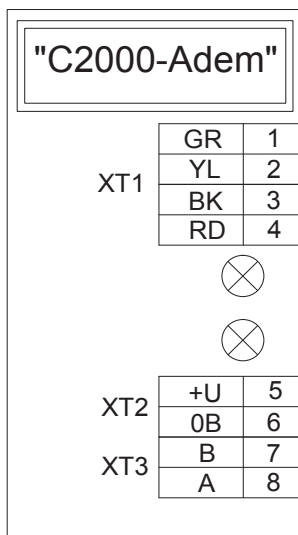 "C2000-Adem"
XT1
GR 1
YL 2
BK 3
RD 4
XT2
+U 5
0B 6
XT3
B 7
A 8